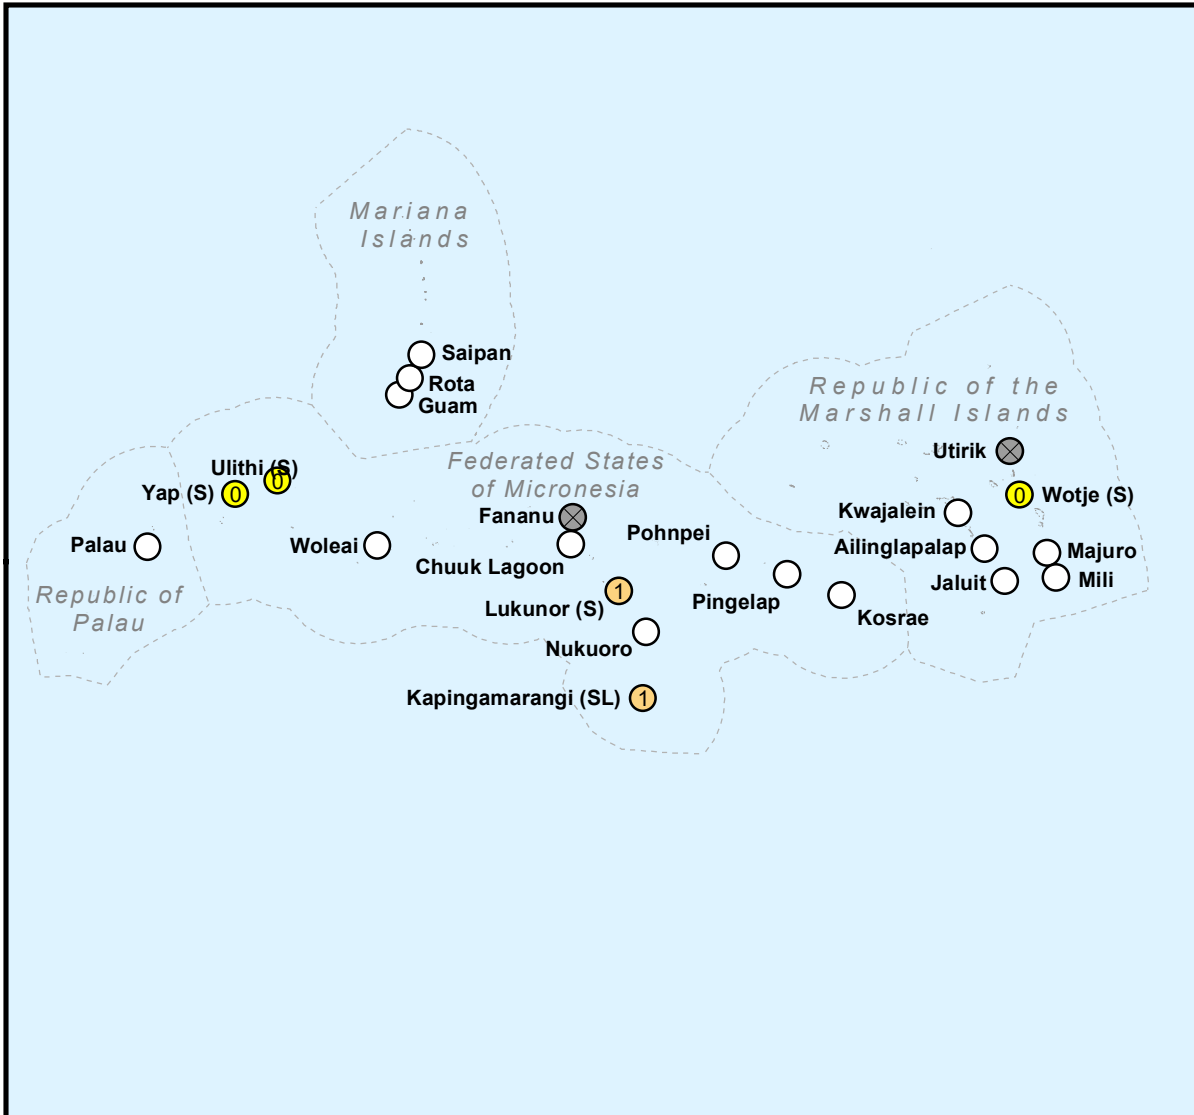 Mariana
Islands
Saipan
Rota
Guam
Republic of the
Marshall Islands
Utirik
Ulithi (S)
0
Yap (S)
0
Federated States
of Micronesia
0
Wotje (S)
Fananu
Kwajalein
Palau
Woleai
Chuuk Lagoon
Pohnpei
Ailinglapalap
Majuro
Republic of
Palau
1
Lukunor (S)
Pingelap
Kosrae
Jaluit
Mili
Nukuoro
Kapingamarangi (SL)
1